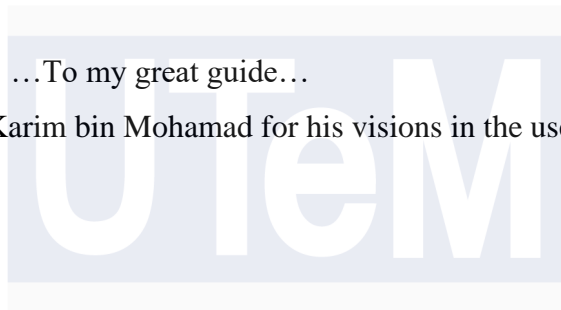 …To my great guide…
Karim bin Mohamad for his visions in the use
UTeM